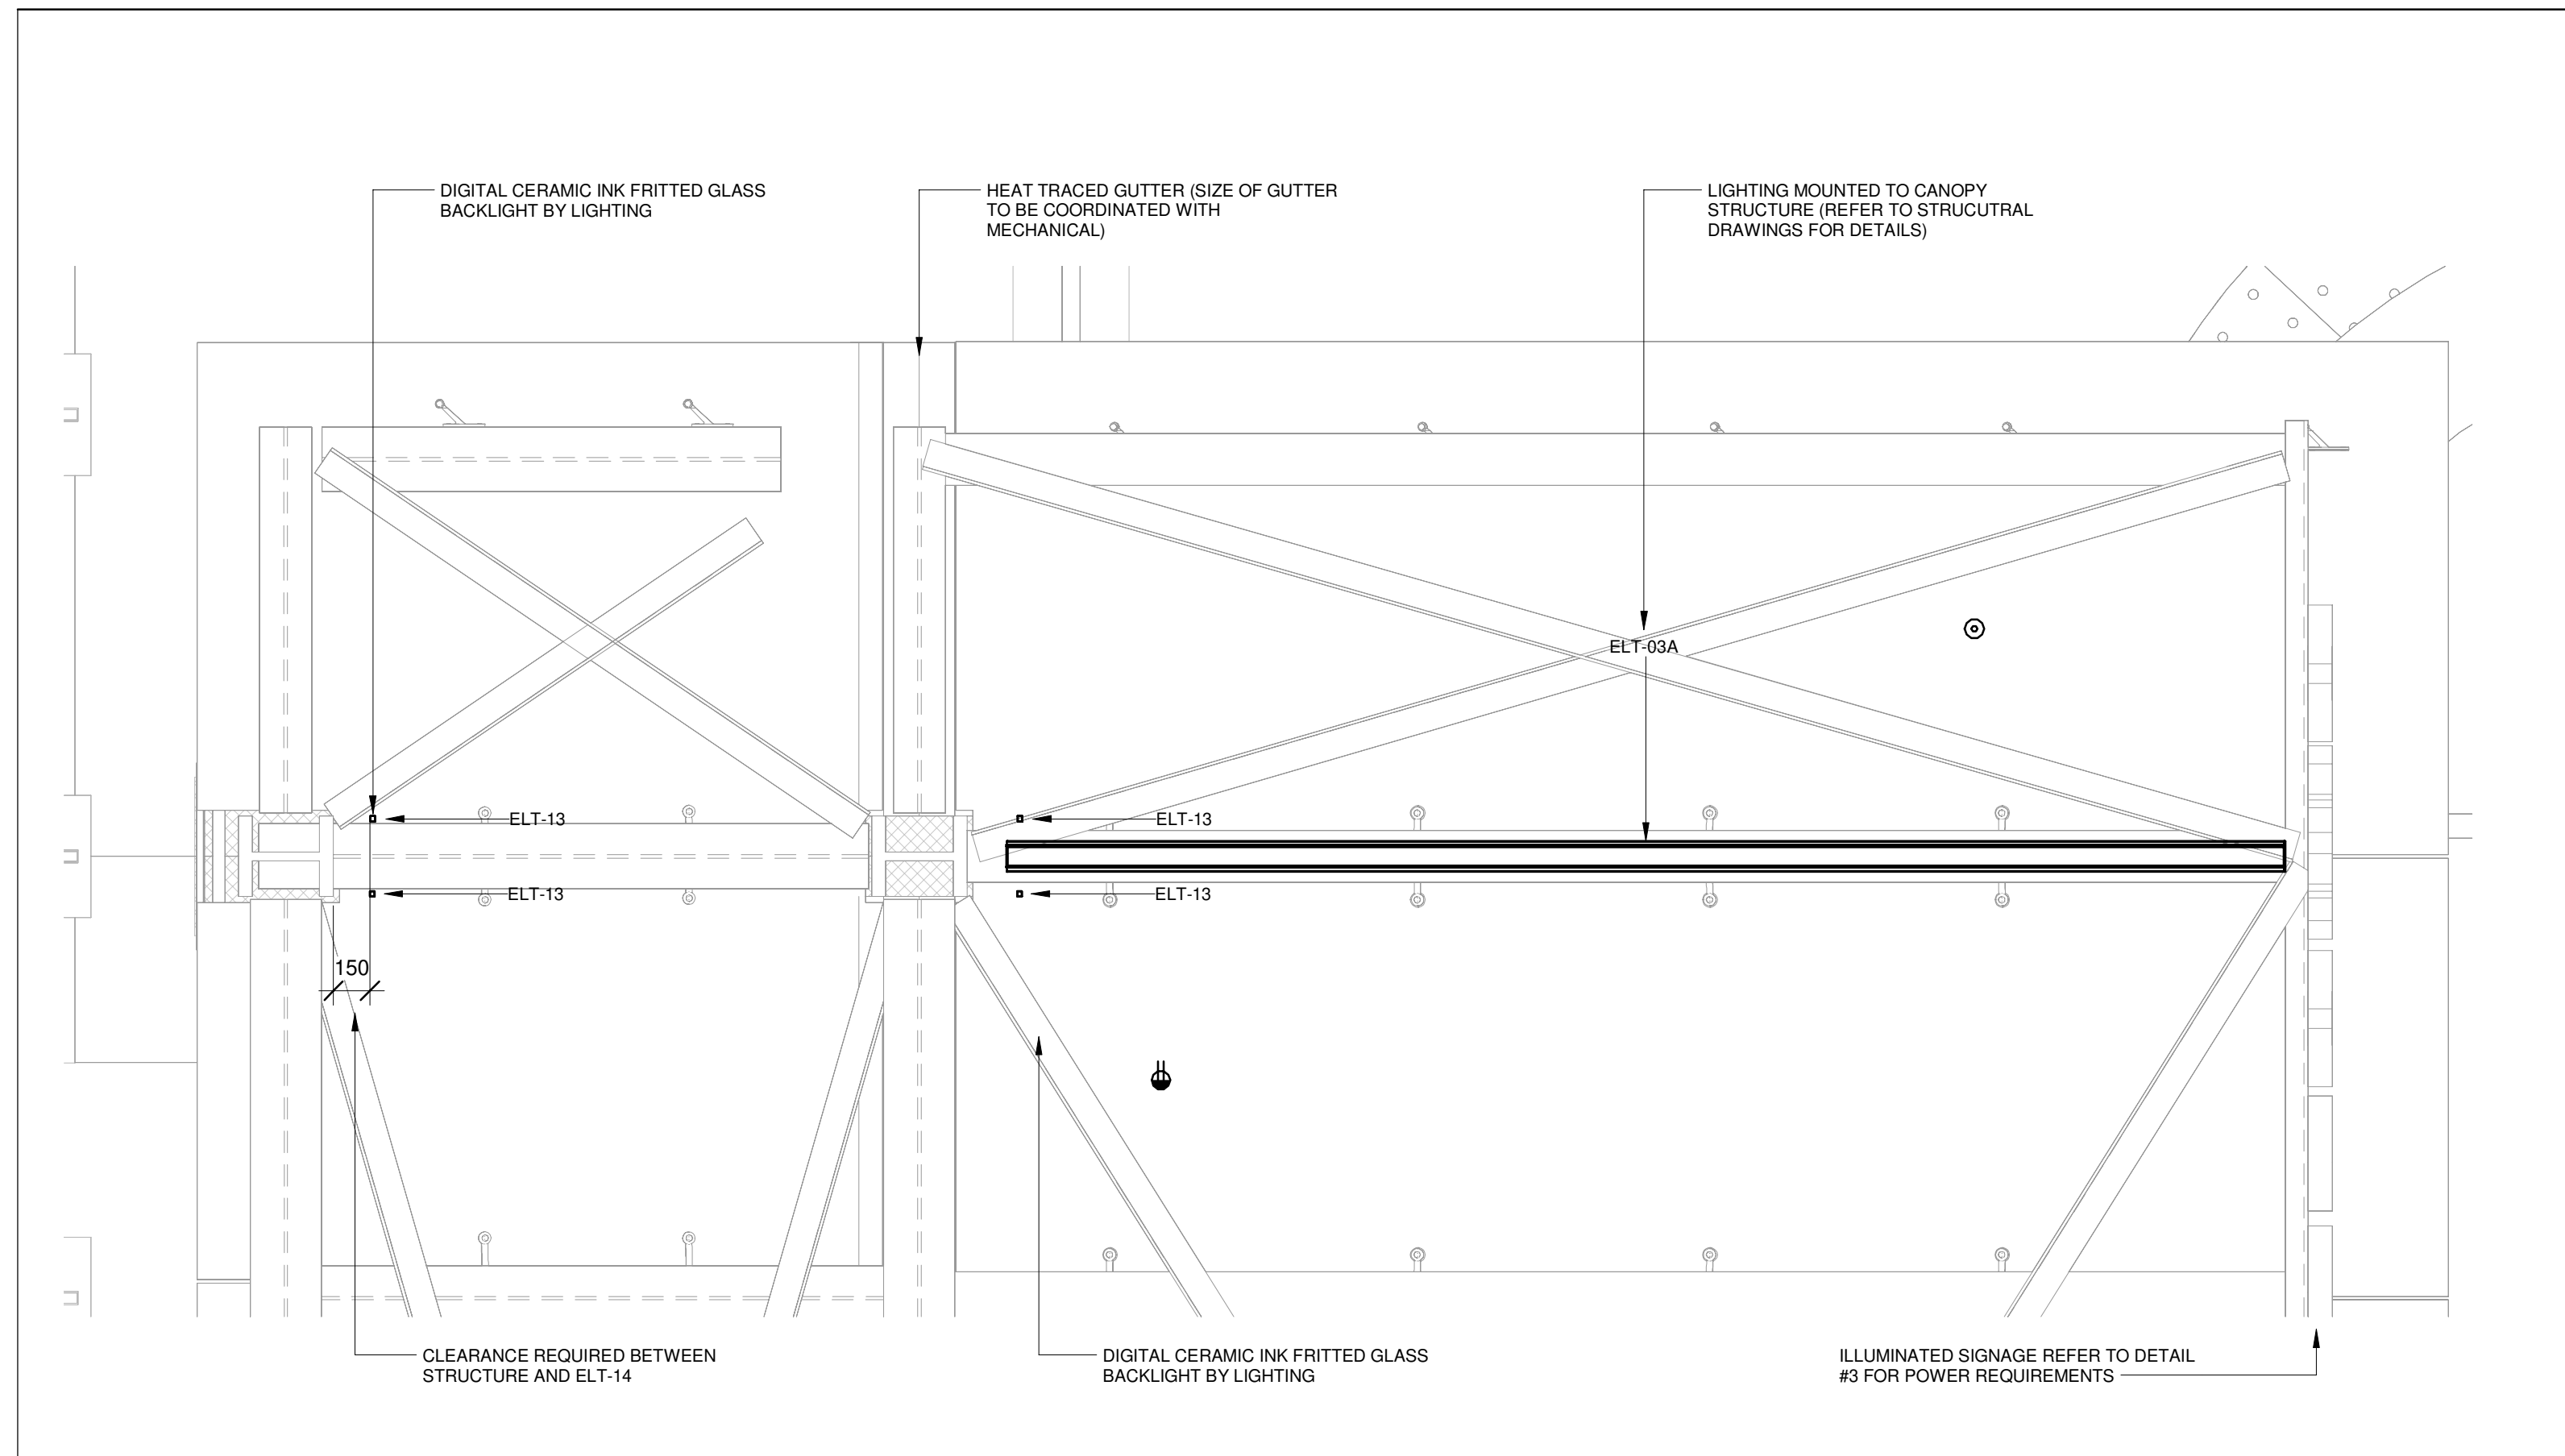 DIGITAL CERAMIC INK FRITTED GLASS
BACKLIGHT BY LIGHTING
HEAT TRACED GUTTER (SIZE OF GUTTER
TO BE COORDINATED WITH
MECHANICAL)
LIGHTING MOUNTED TO CANOPY
STRUCTURE (REFER TO STRUCUTRAL
DRAWINGS FOR DETAILS)
ELT-03A
ELT-13
ELT-13
ELT-13
ELT-13
150
CLEARANCE REQUIRED BETWEEN
STRUCTURE AND ELT-14
DIGITAL CERAMIC INK FRITTED GLASS
BACKLIGHT BY LIGHTING
ILLUMINATED SIGNAGE REFER TO DETAIL
#3 FOR POWER REQUIREMENTS